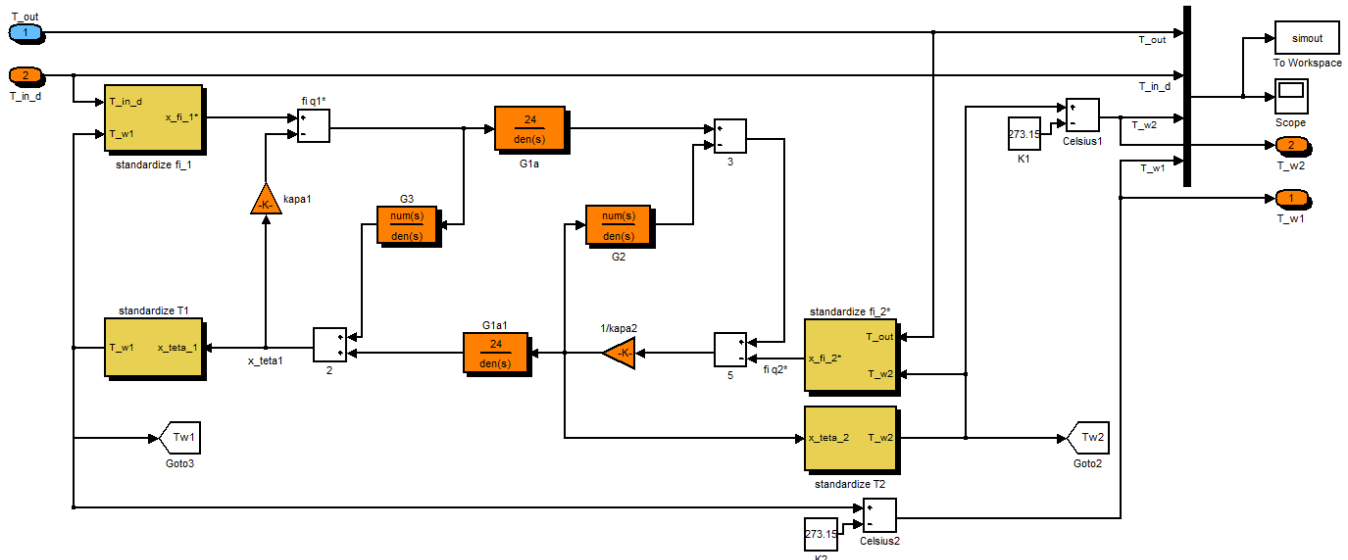 T_out
1
T_out
simout
To Workspace
2
T_in_d
T_in_d
T_in_d
T_w1
x_fi_1*
standardize fi_1
fi q1*
+
−
24
den(s)
G1a
+
−
3
273.15
K1
+
−
Celsius1
T_w2
Scope
T_w1
2
T_w2
1
T_w1
-K-
kapa1
G3
num(s)
den(s)
num(s)
den(s)
G2
standardize T1
T_w1
x_teta_1
x_teta1
+
+
2
G1a1
24
den(s)
1/kapa2
-K-
+
−
5
fi q2*
standardize fi_2*
T_out
x_fi_2*
T_w2
Tw1
Goto3
x_teta_2
T_w2
standardize T2
Tw2
Goto2
273.15
+
−
Celsius2